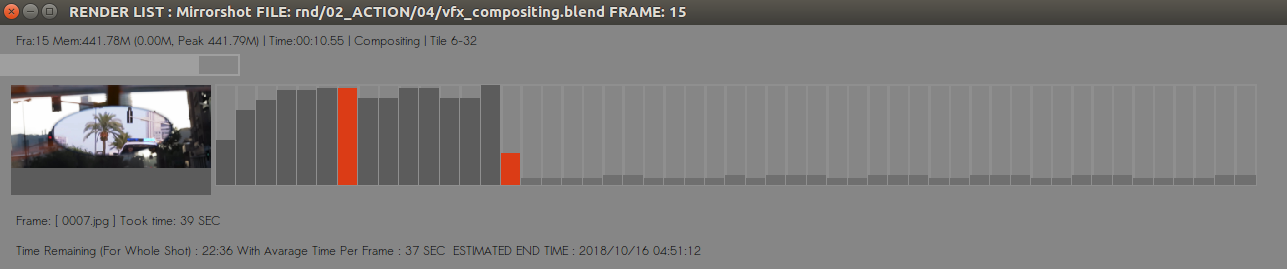 RENDER LIST : Mirrorshot FILE: rnd/02_ACTION/04/vfx_compositing.blend FRAME: 15
Fra:15 Mem:441.78M (0.00M, Peak 441.79M) | Time:00:10.55 | Compositing | Tile 6-32
Frame: [ 0007.jpg ] Took time: 39 SEC
Time Remaining (For Whole Shot) : 22:36 With Avarage Time Per Frame : 37 SEC ESTIMATED END TIME : 2018/10/16 04:51:12